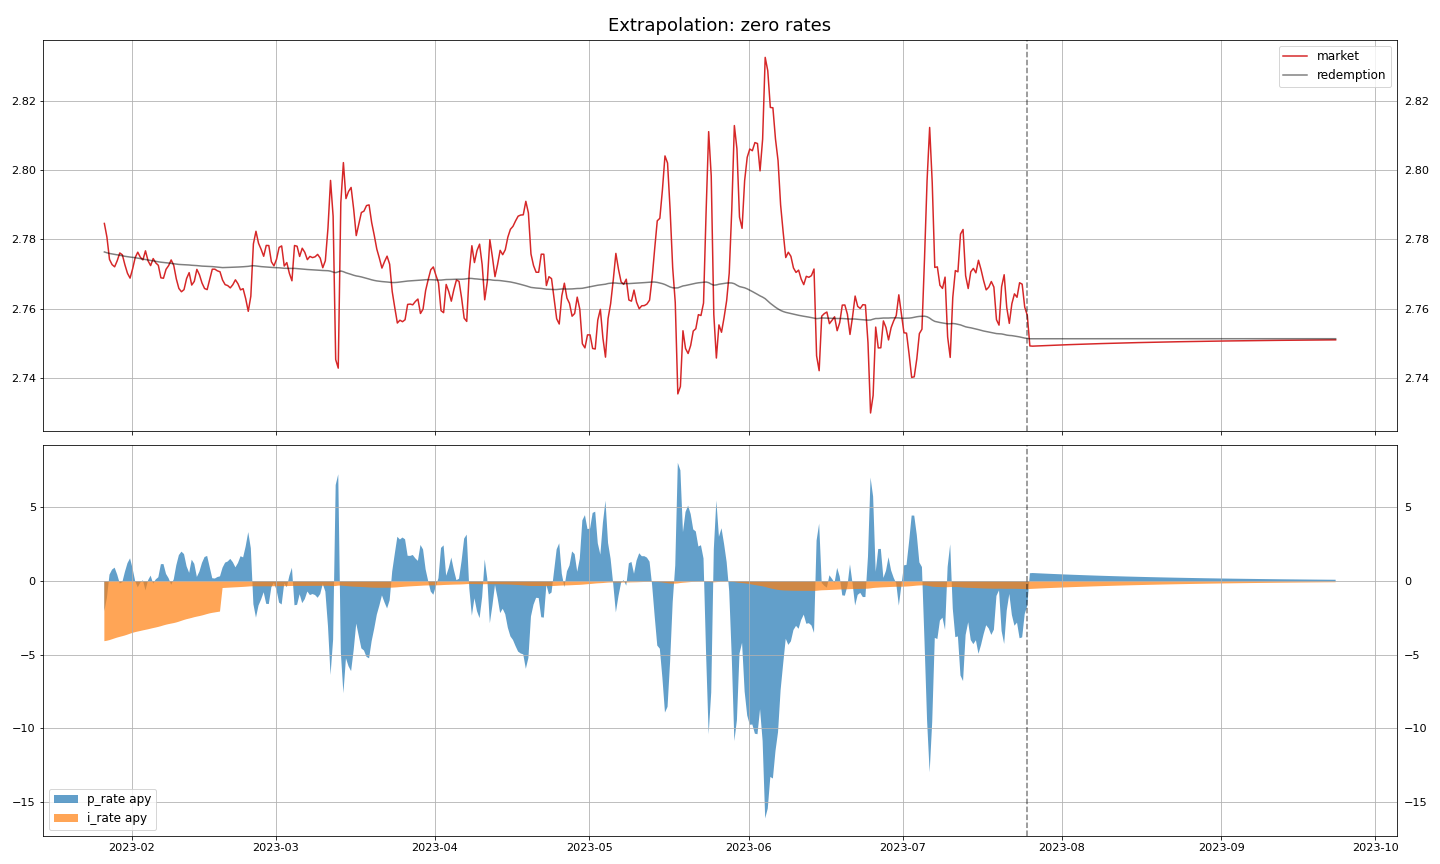 Extrapolation: zero rates
market
redemption
2.82 2.82
2.80 2.80
2.78 2.78
2.76 2.76
2.74 2.74
5 5
0 0
−5 −5
−10 −10
−15 −15
p_rate apy
i_rate apy
2023-02 2023-03 2023-04 2023-05 2023-06 2023-07 2023-08 2023-09 2023-10